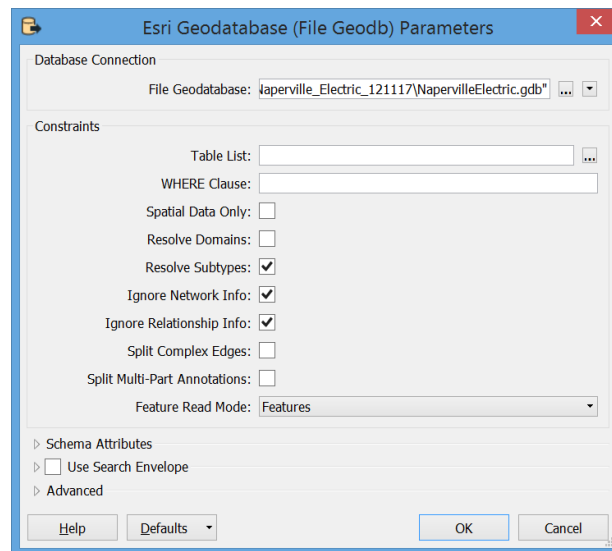 Esri Geodatabase (File Geodb) Parameters
Database Connection
File Geodatabase: Naperville_Electric_121117\NapervilleElectric.gdb" ...
Constraints
Table List: ...
WHERE Clause:
Spatial Data Only:
Resolve Domains:
Resolve Subtypes:
Ignore Network Info:
Ignore Relationship Info:
Split Complex Edges:
Split Multi-Part Annotations:
Feature Read Mode: Features
Schema Attributes
Use Search Envelope
Advanced
Help Defaults OK Cancel